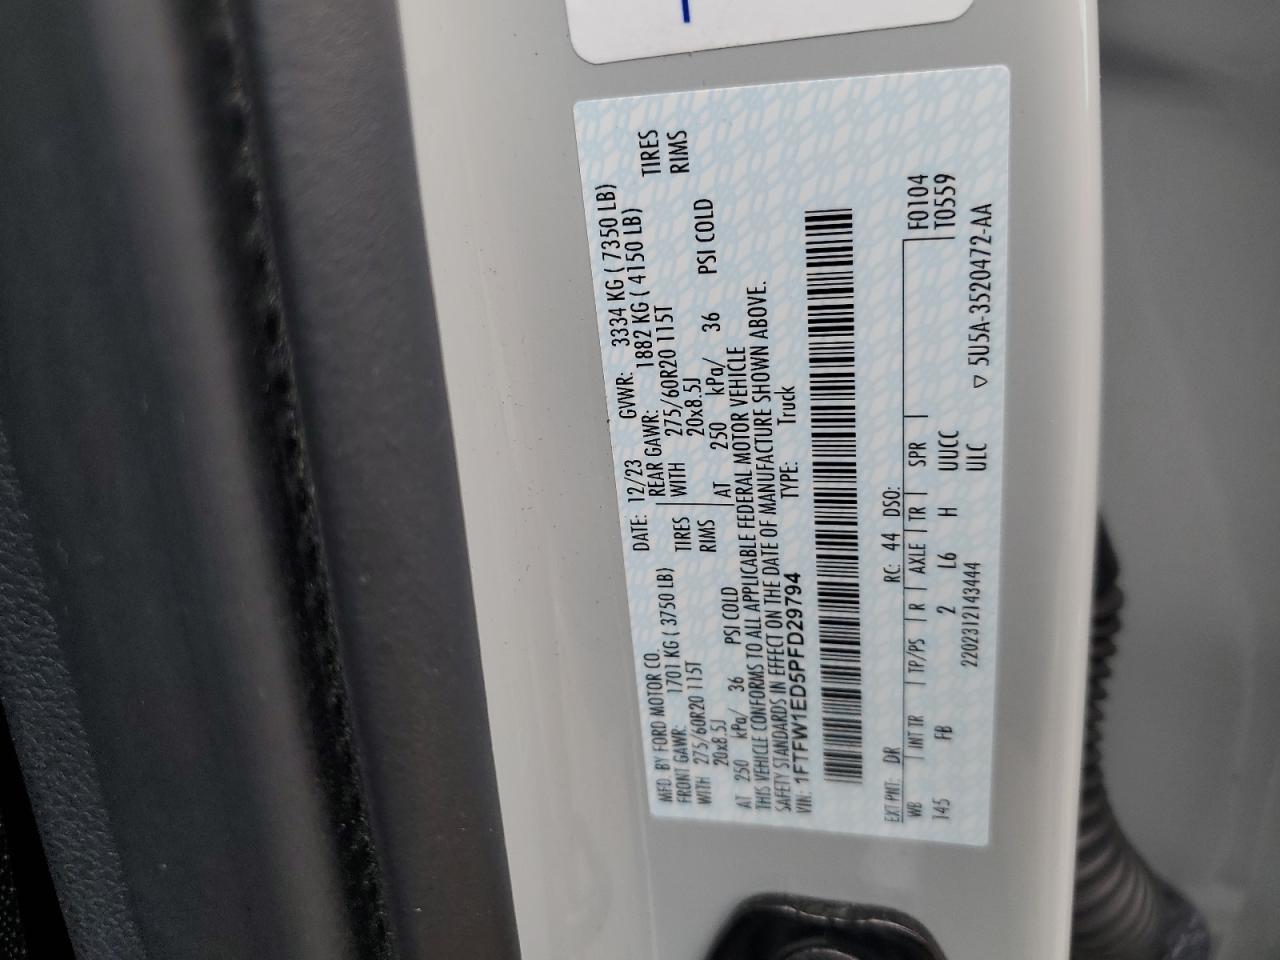 MFD. BY FORD MOTOR CO.
DATE: 12/23 GVWR: 3334 KG ( 7350 LB)
FRONT GAWR: 1701 KG ( 3750 LB)
REAR GAWR: 1882 KG ( 4150 LB)
WITH 275/60R20 115T TIRES
WITH 275/60R20 115T TIRES
20x8.5J RIMS
20x8.5J RIMS
AT 250 kPa/ 36 PSI COLD
AT 250 kPa/ 36 PSI COLD
THIS VEHICLE CONFORMS TO ALL APPLICABLE FEDERAL MOTOR VEHICLE
SAFETY STANDARDS IN EFFECT ON THE DATE OF MANUFACTURE SHOWN ABOVE.
VIN: 1FTFW1ED5PFD29794 TYPE: Truck
EXT PNT: DR RC: 44 DSO: F0104
WB INT TR TP/PS R AXLE TR SPR T0559
145 FB 2 L6 H UUCC
2202312143444 ULC
▽ 5U5A-3520472-AA